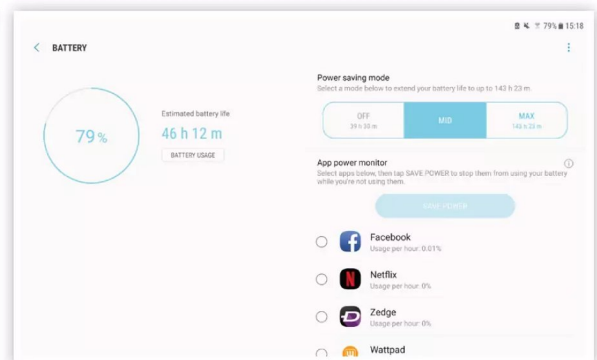 79% 15:18
BATTERY
79%
Estimated battery life
46 h 12 m
BATTERY USAGE
Power saving mode
Select a mode below to extend your battery life to up to 143 h 23 m.
OFF
MID
MAX
143 h 23 m
App power monitor
Select apps below, then tap SAVE POWER to stop them from using your battery
while you're not using them.
SAVE POWER
Facebook
Usage per hour: 0.01%
Netflix
Usage per hour: 0%
Zedge
Usage per hour: 0%
Wattpad